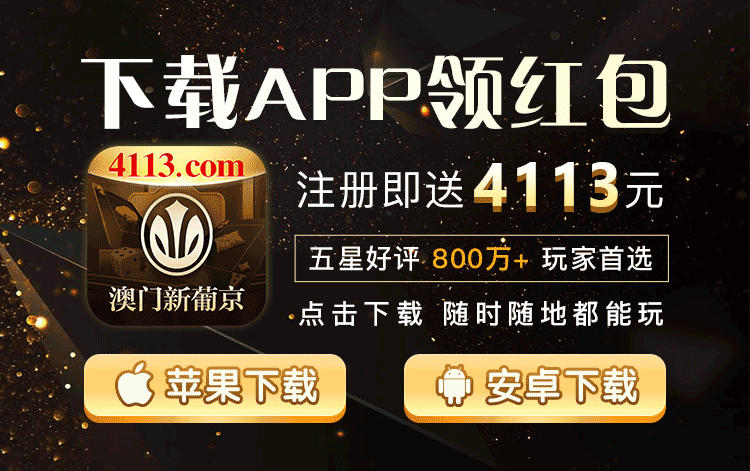 下载APP领红包
4113.com
澳门新葡京
注册即送4113元
五星好评 800万+ 玩家首选
点击下载 随时随地都能玩
苹果下载
安卓下载